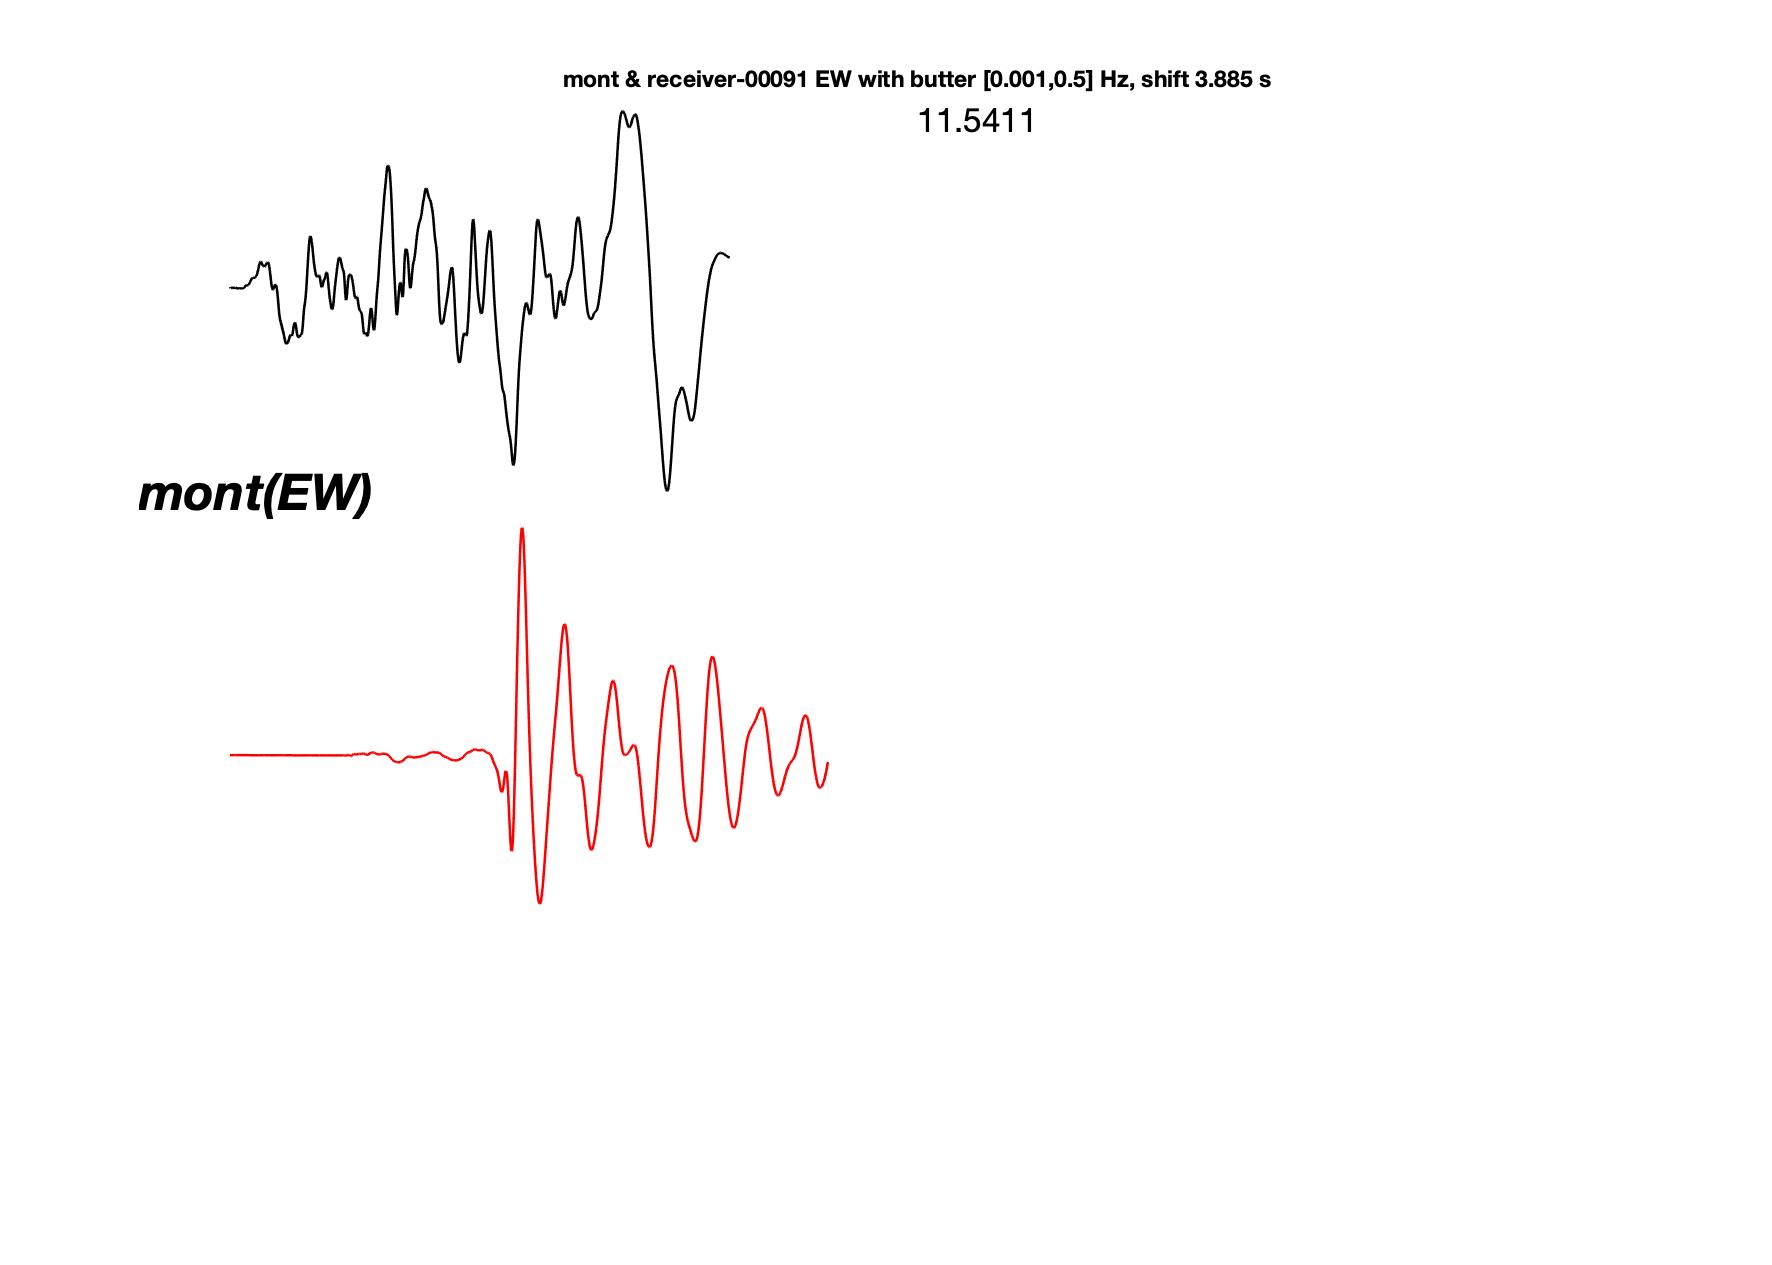 mont & receiver-00091 EW with butter [0.001,0.5] Hz, shift 3.885 s
11.5411
mont(EW)